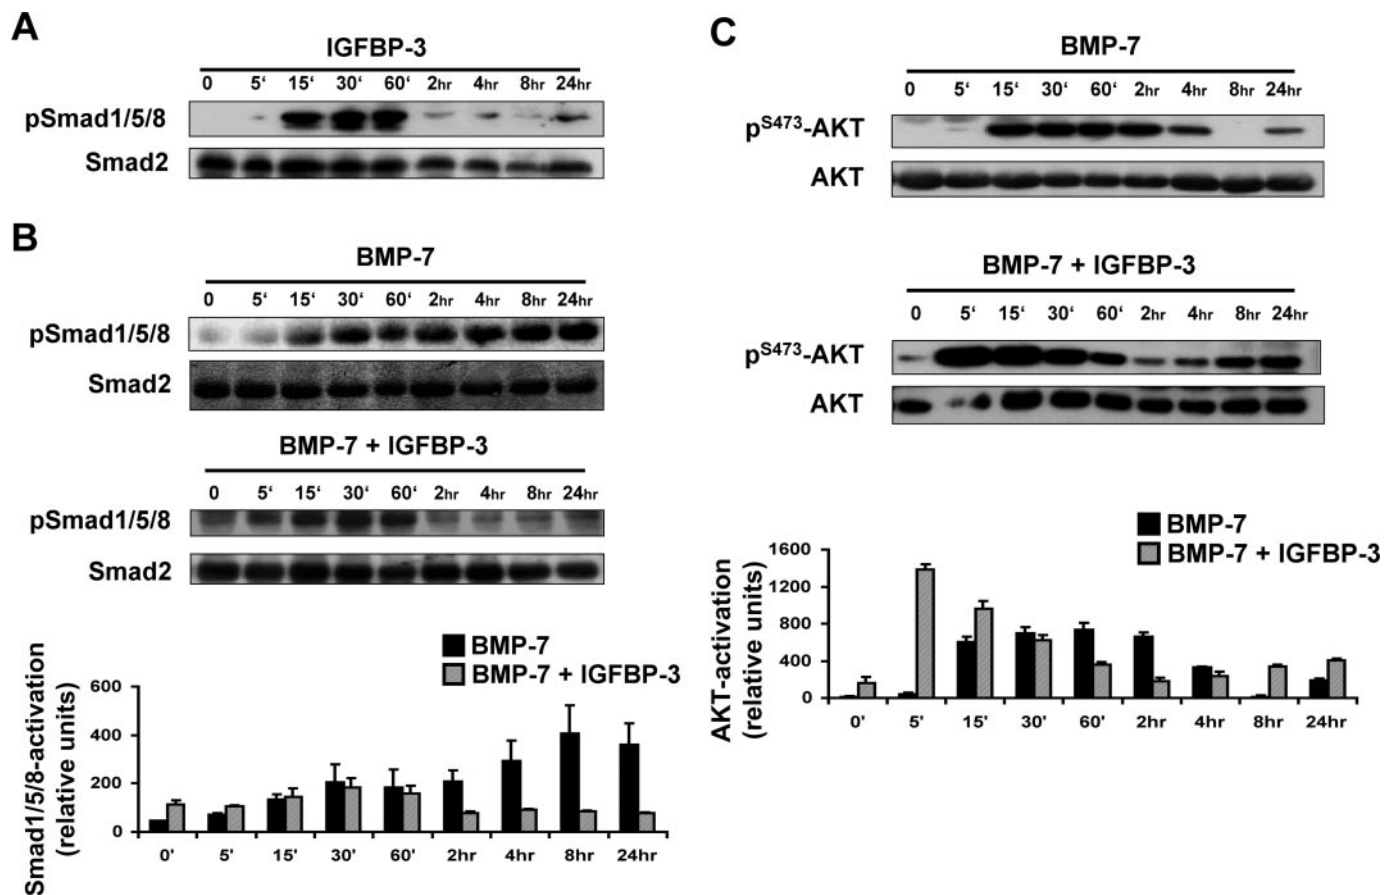 A
IGFBP-3
0 5‘ 15‘ 30‘ 60‘ 2hr 4hr 8hr 24hr
pSmad1/5/8
Smad2
B
BMP-7
0 5‘ 15‘ 30‘ 60‘ 2hr 4hr 8hr 24hr
pSmad1/5/8
Smad2
BMP-7 + IGFBP-3
0 5‘ 15‘ 30‘ 60‘ 2hr 4hr 8hr 24hr
pSmad1/5/8
Smad2
BMP-7
BMP-7 + IGFBP-3
Smad1/5/8-activation
(relative units)
600
400
200
0
0' 5' 15' 30' 60' 2hr 4hr 8hr 24hr
C
BMP-7
0 5‘ 15‘ 30‘ 60‘ 2hr 4hr 8hr 24hr
pS473-AKT
AKT
BMP-7 + IGFBP-3
0 5‘ 15‘ 30‘ 60‘ 2hr 4hr 8hr 24hr
pS473-AKT
AKT
BMP-7
BMP-7 + IGFBP-3
AKT-activation
(relative units)
1600
1200
800
400
0
0' 5' 15' 30' 60' 2hr 4hr 8hr 24hr